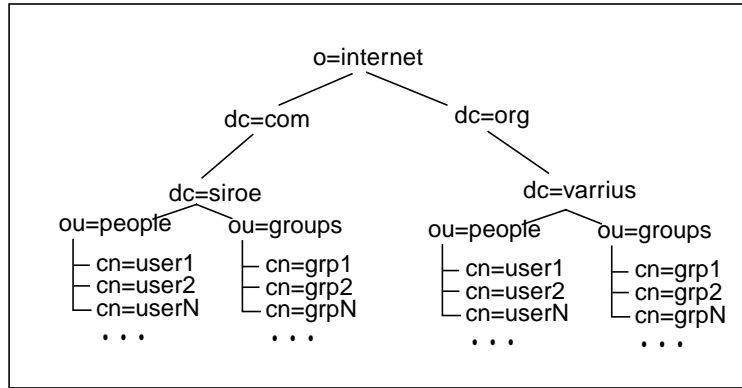 o=internet
dc=com
dc=org
dc=siroe
dc=varrius
ou=people
ou=groups
cn=user1
cn=user2
cn=userN
. . .
cn=grp1
cn=grp2
cn=grpN
. . .
ou=people
ou=groups
cn=user1
cn=user2
cn=userN
. . .
cn=grp1
cn=grp2
cn=grpN
. . .